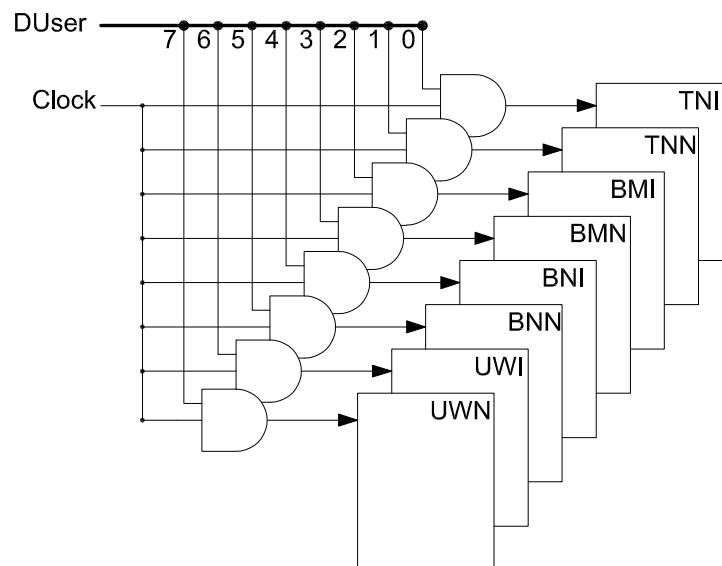 DUser
7 6 5 4 3 2 1 0
Clock
TNI
TNN
BMI
BMN
BNI
BNN
UWI
UWN